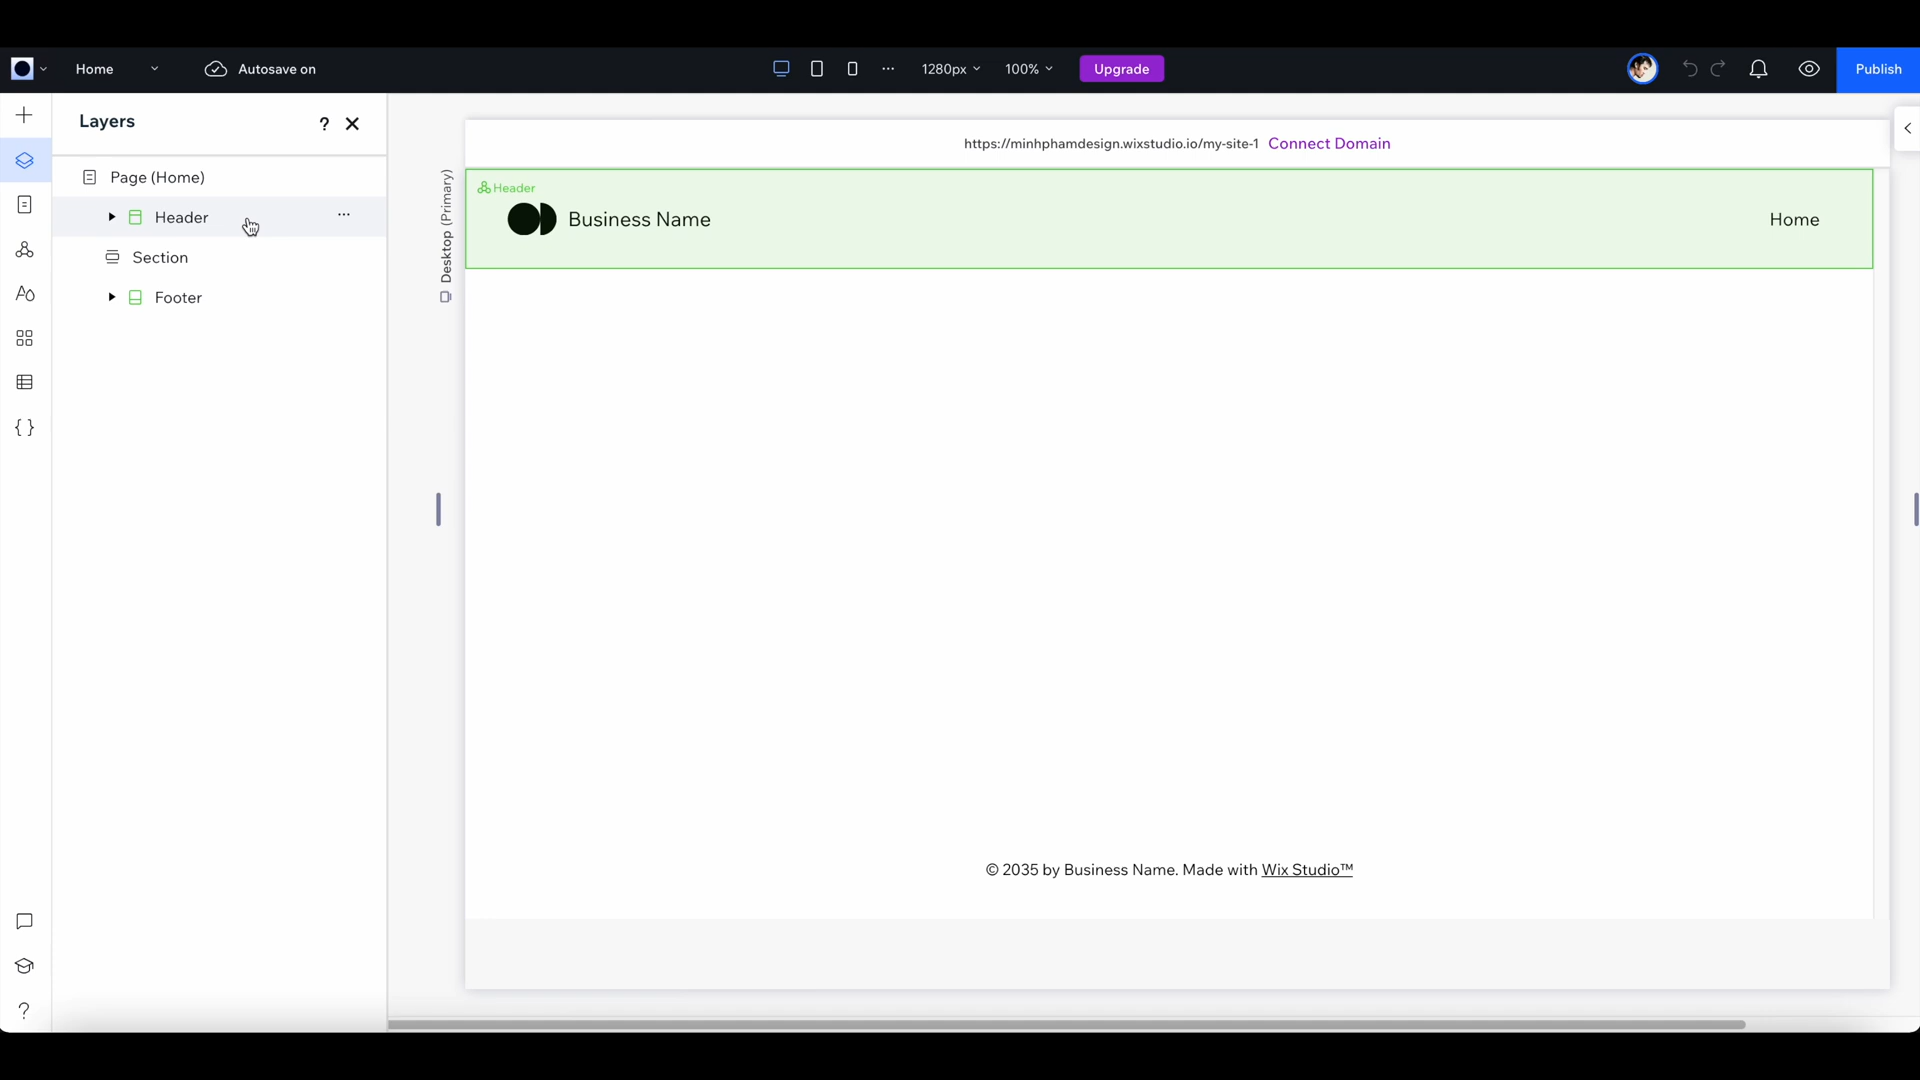 Home
Autosave on
1280px
100%
Upgrade
Publish
Layers
?
Page (Home)
Header
Section
Footer
Desktop (Primary)
https://minhphamdesign.wixstudio.io/my-site-1 Connect Domain
Header
Business Name
Home
© 2035 by Business Name. Made with Wix Studio™
?